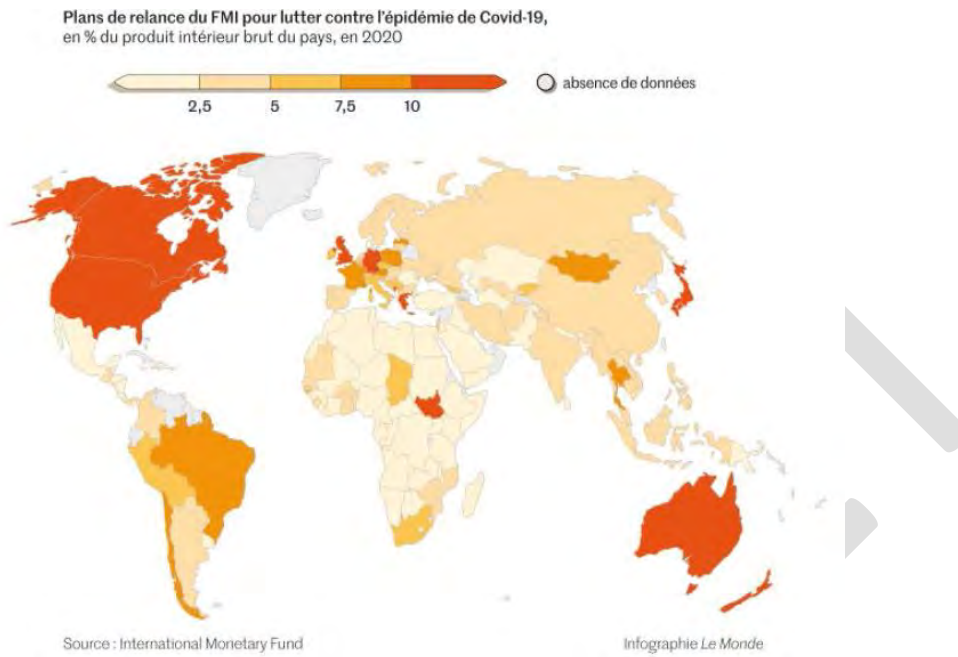 Plans de relance du FMI pour lutter contre l'épidémie de Covid-19,
en % du produit intérieur brut du pays, en 2020
absence de données
2,5 5 7,5 10
Source : International Monetary Fund
Infographie Le Monde